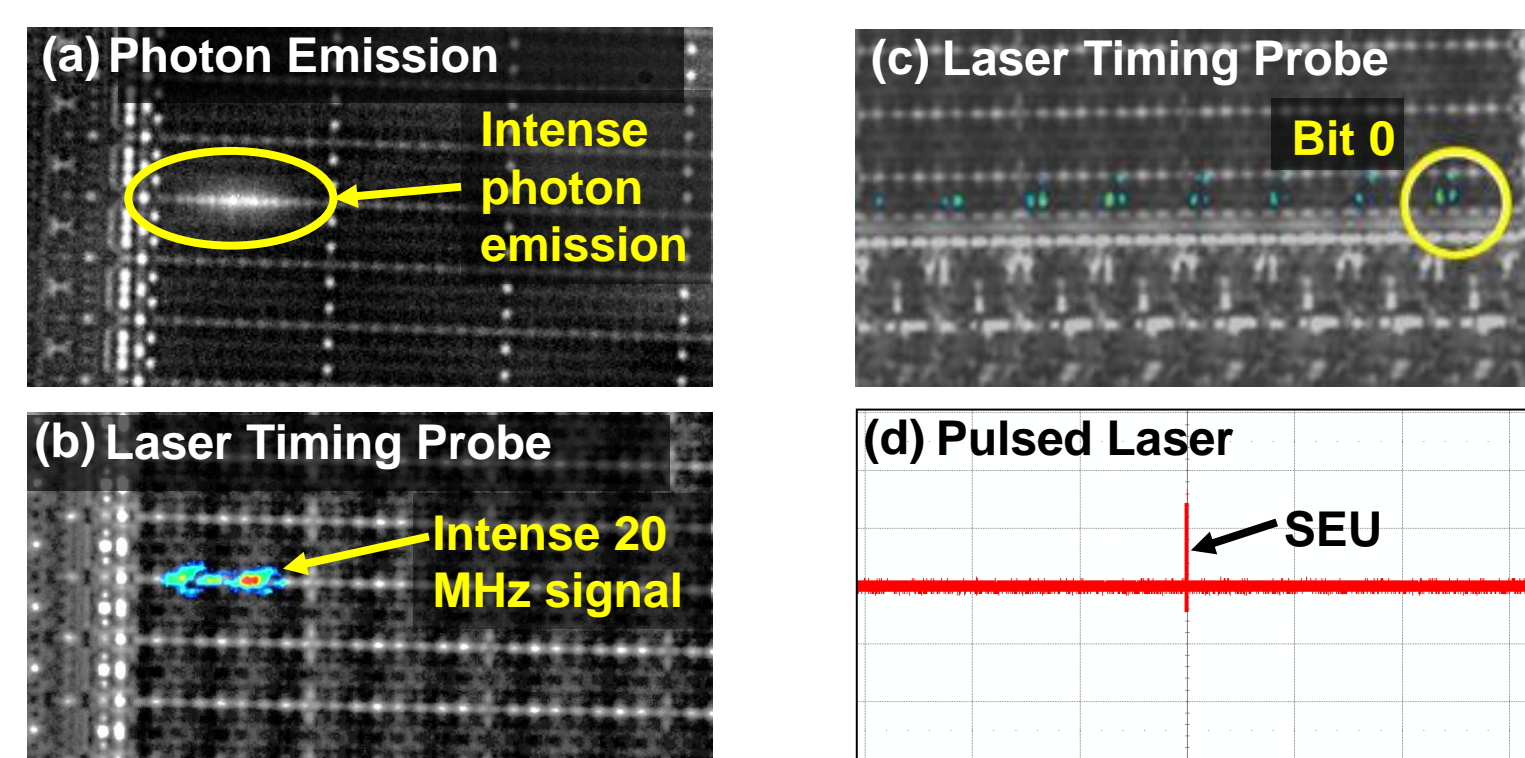 (a) Photon Emission
Intense
photon
emission
(b) Laser Timing Probe
Intense 20
MHz signal
(c) Laser Timing Probe
Bit 0
(d) Pulsed Laser
SEU